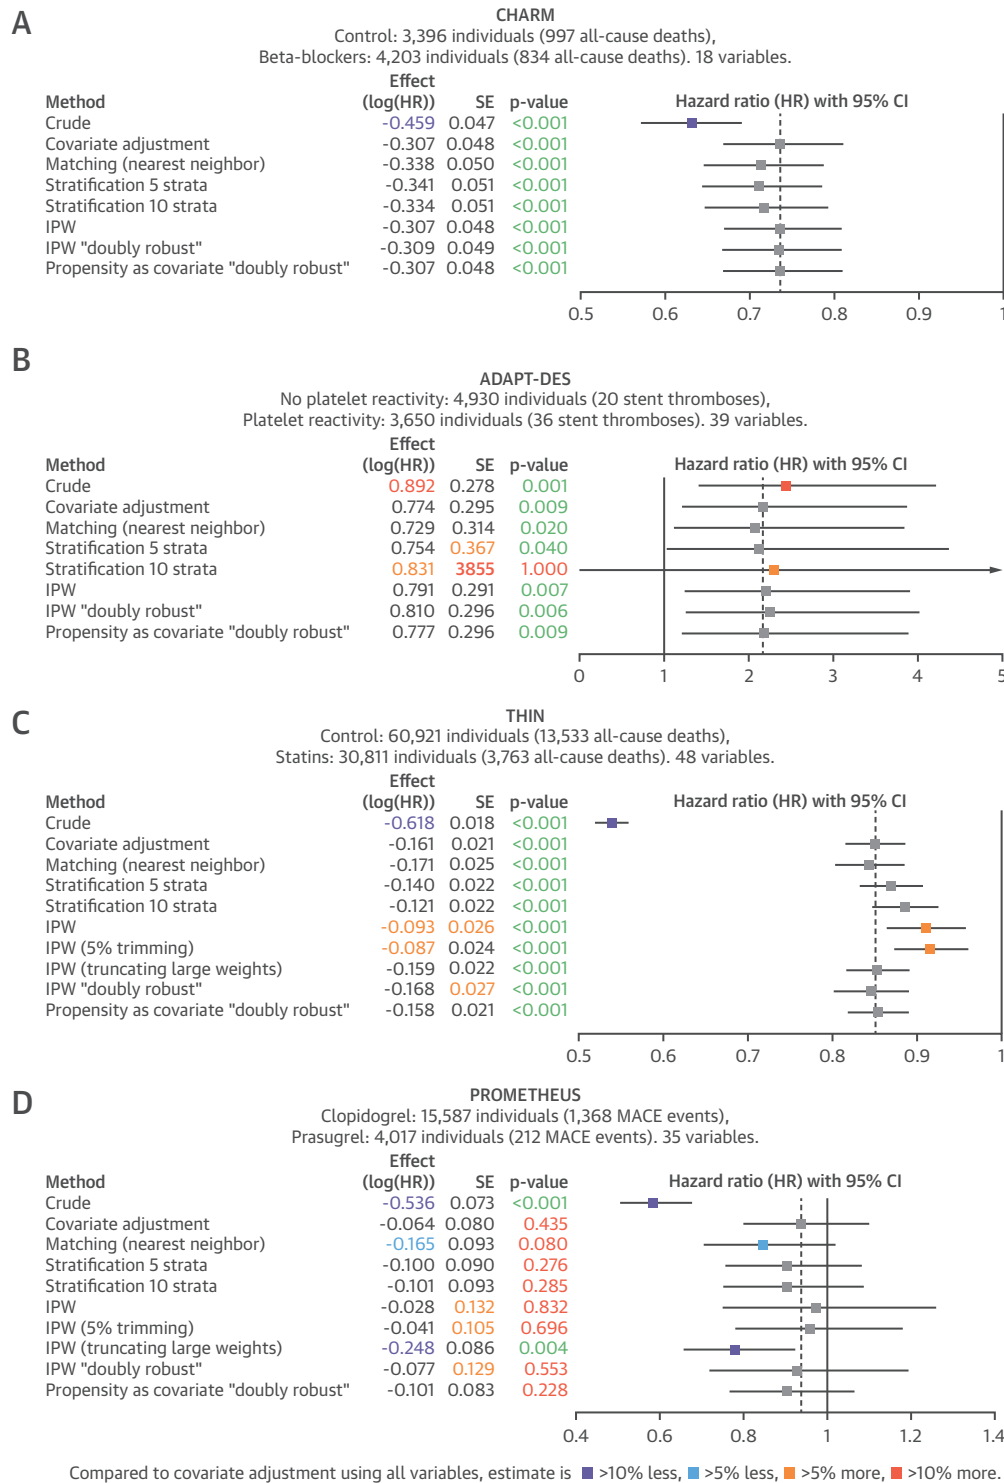 A
CHARM
Control: 3,396 individuals (997 all-cause deaths),
Beta-blockers: 4,203 individuals (834 all-cause deaths). 18 variables.
Effect
Method (log(HR)) SE p-value Hazard ratio (HR) with 95% CI
Crude -0.459 0.047 <0.001
Covariate adjustment -0.307 0.048 <0.001
Matching (nearest neighbor) -0.338 0.050 <0.001
Stratification 5 strata -0.341 0.051 <0.001
Stratification 10 strata -0.334 0.051 <0.001
IPW -0.307 0.048 <0.001
IPW "doubly robust" -0.309 0.049 <0.001
Propensity as covariate "doubly robust" -0.307 0.048 <0.001
0.5 0.6 0.7 0.8 0.9 1
B
ADAPT-DES
No platelet reactivity: 4,930 individuals (20 stent thromboses),
Platelet reactivity: 3,650 individuals (36 stent thromboses). 39 variables.
Effect
Method (log(HR)) SE p-value Hazard ratio (HR) with 95% CI
Crude 0.892 0.278 0.001
Covariate adjustment 0.774 0.295 0.009
Matching (nearest neighbor) 0.729 0.314 0.020
Stratification 5 strata 0.754 0.367 0.040
Stratification 10 strata 0.831 3855 1.000
IPW 0.791 0.291 0.007
IPW "doubly robust" 0.810 0.296 0.006
Propensity as covariate "doubly robust" 0.777 0.296 0.009
0 1 2 3 4 5
C
THIN
Control: 60,921 individuals (13,533 all-cause deaths),
Statins: 30,811 individuals (3,763 all-cause deaths). 48 variables.
Effect
Method (log(HR)) SE p-value Hazard ratio (HR) with 95% CI
Crude -0.618 0.018 <0.001
Covariate adjustment -0.161 0.021 <0.001
Matching (nearest neighbor) -0.171 0.025 <0.001
Stratification 5 strata -0.140 0.022 <0.001
Stratification 10 strata -0.121 0.022 <0.001
IPW -0.093 0.026 <0.001
IPW (5% trimming) -0.087 0.024 <0.001
IPW (truncating large weights) -0.159 0.022 <0.001
IPW "doubly robust" -0.168 0.027 <0.001
Propensity as covariate "doubly robust" -0.158 0.021 <0.001
0.5 0.6 0.7 0.8 0.9 1
D
PROMETHEUS
Clopidogrel: 15,587 individuals (1,368 MACE events),
Prasugrel: 4,017 individuals (212 MACE events). 35 variables.
Effect
Method (log(HR)) SE p-value Hazard ratio (HR) with 95% CI
Crude -0.536 0.073 <0.001
Covariate adjustment -0.064 0.080 0.435
Matching (nearest neighbor) -0.165 0.093 0.080
Stratification 5 strata -0.100 0.090 0.276
Stratification 10 strata -0.101 0.093 0.285
IPW -0.028 0.132 0.832
IPW (5% trimming) -0.041 0.105 0.696
IPW (truncating large weights) -0.248 0.086 0.004
IPW "doubly robust" -0.077 0.129 0.553
Propensity as covariate "doubly robust" -0.101 0.083 0.228
0.4 0.6 0.8 1 1.2 1.4
Compared to covariate adjustment using all variables, estimate is >10% less, >5% less, >5% more, >10% more.